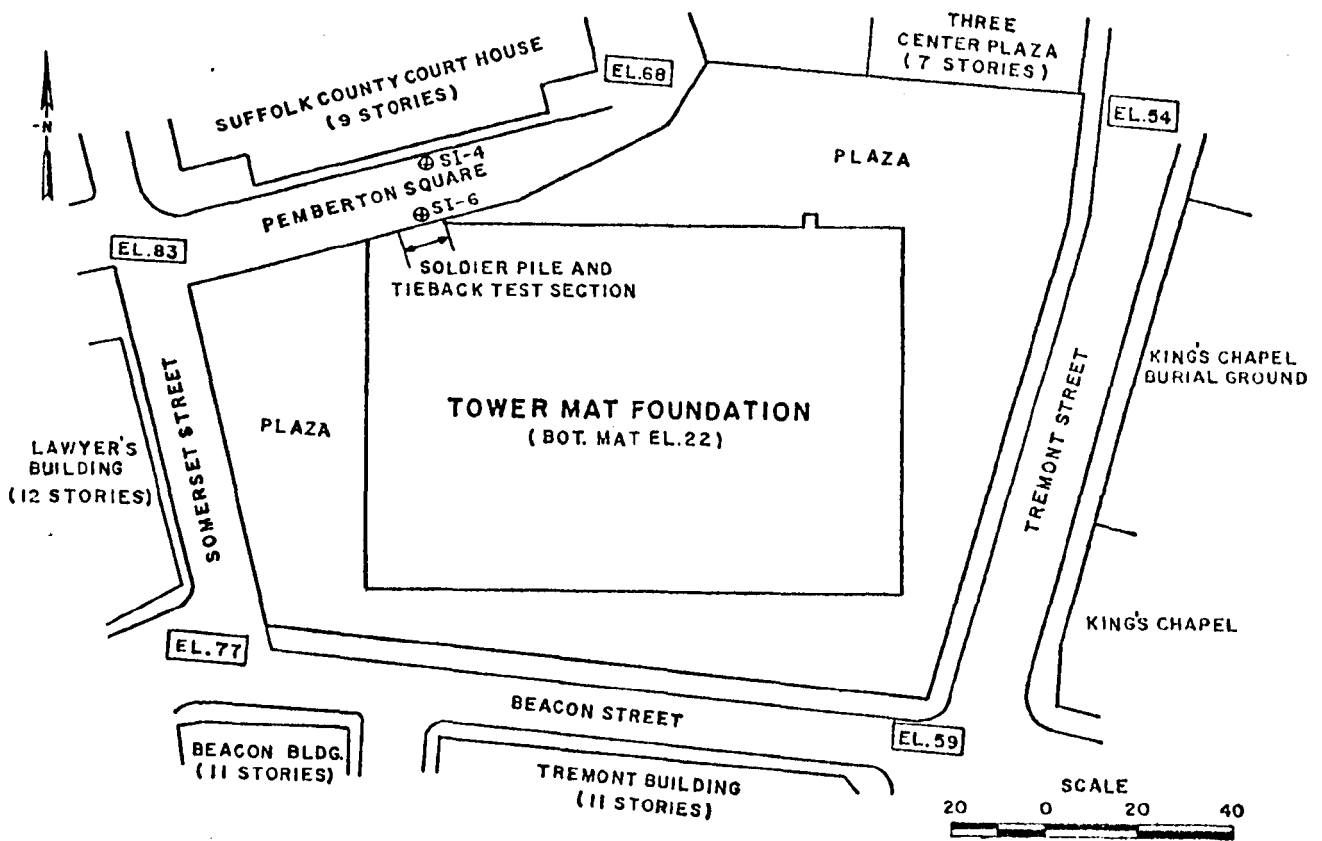 THREE
CENTER PLAZA
(7 STORIES)
SUFFOLK COUNTY COURT HOUSE
(9 STORIES)
EL.68
-N
EL.54
SI-4
PLAZA
PEMBERTON SQUARE
SI-6
EL.83
SOLDIER PILE AND
TIEBACK TEST SECTION
KING'S CHAPEL
BURIAL GROUND
TOWER MAT FOUNDATION
(BOT. MAT EL.22)
PLAZA
SOMERSET STREET
TREMONT STREET
LAWYER'S
BUILDING
(12 STORIES)
KING'S CHAPEL
EL.77
BEACON STREET
EL.59
BEACON BLDG.
(11 STORIES)
TREMONT BUILDING
(11 STORIES)
SCALE
20 0 20 40